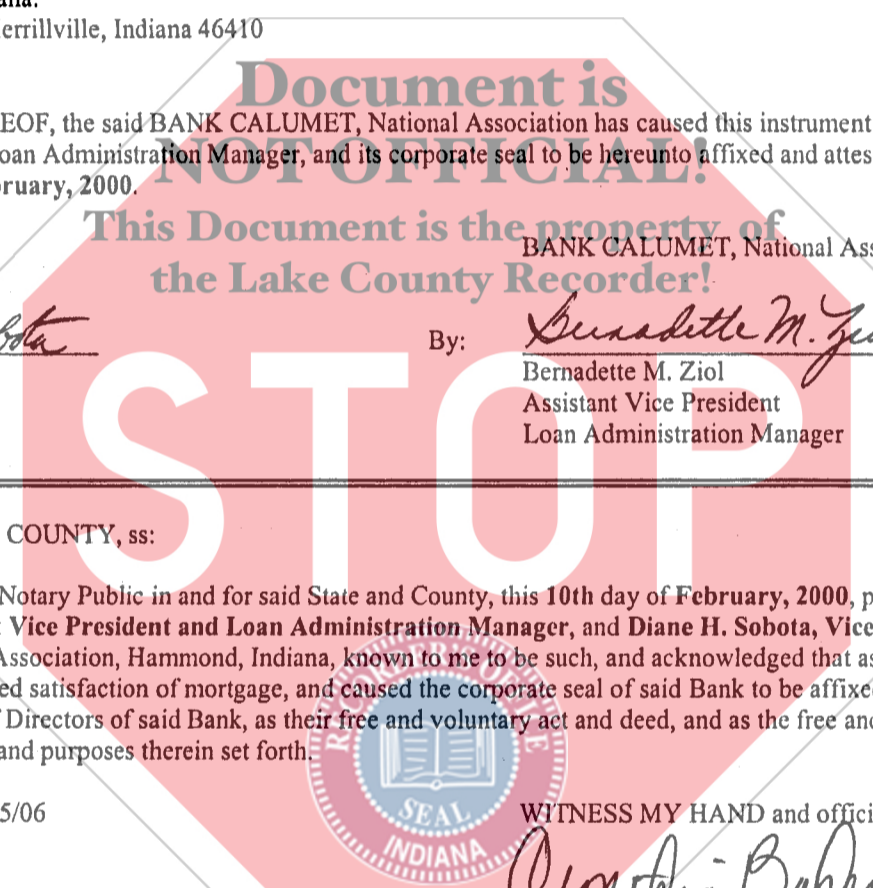 errillville, Indiana 46410
Document is
EOF, the said BANK CALUMET, National Association has caused this instrument
NOT OFFICIAL!
oan Administration Manager, and its corporate seal to be hereunto affixed and attes
ruary, 2000.
This Document is the property of
BANK CALUMET, National Ass
the Lake County Recorder!
By: Bernadette M.
Bernadette M. Ziol
Assistant Vice President
Loan Administration Manager
STOP
COUNTY, ss:
Notary Public in and for said State and County, this 10th day of February, 2000, p
Vice President and Loan Administration Manager, and Diane H. Sobota, Vice
Association, Hammond, Indiana, known to me to be such, and acknowledged that as
ed satisfaction of mortgage, and caused the corporate seal of said Bank to be affixe
Directors of said Bank, as their free and voluntary act and deed, and as the free and
and purposes therein set forth.
RECORDER'S OFFICE
SEAL
INDIANA
5/06
WITNESS MY HAND and offici